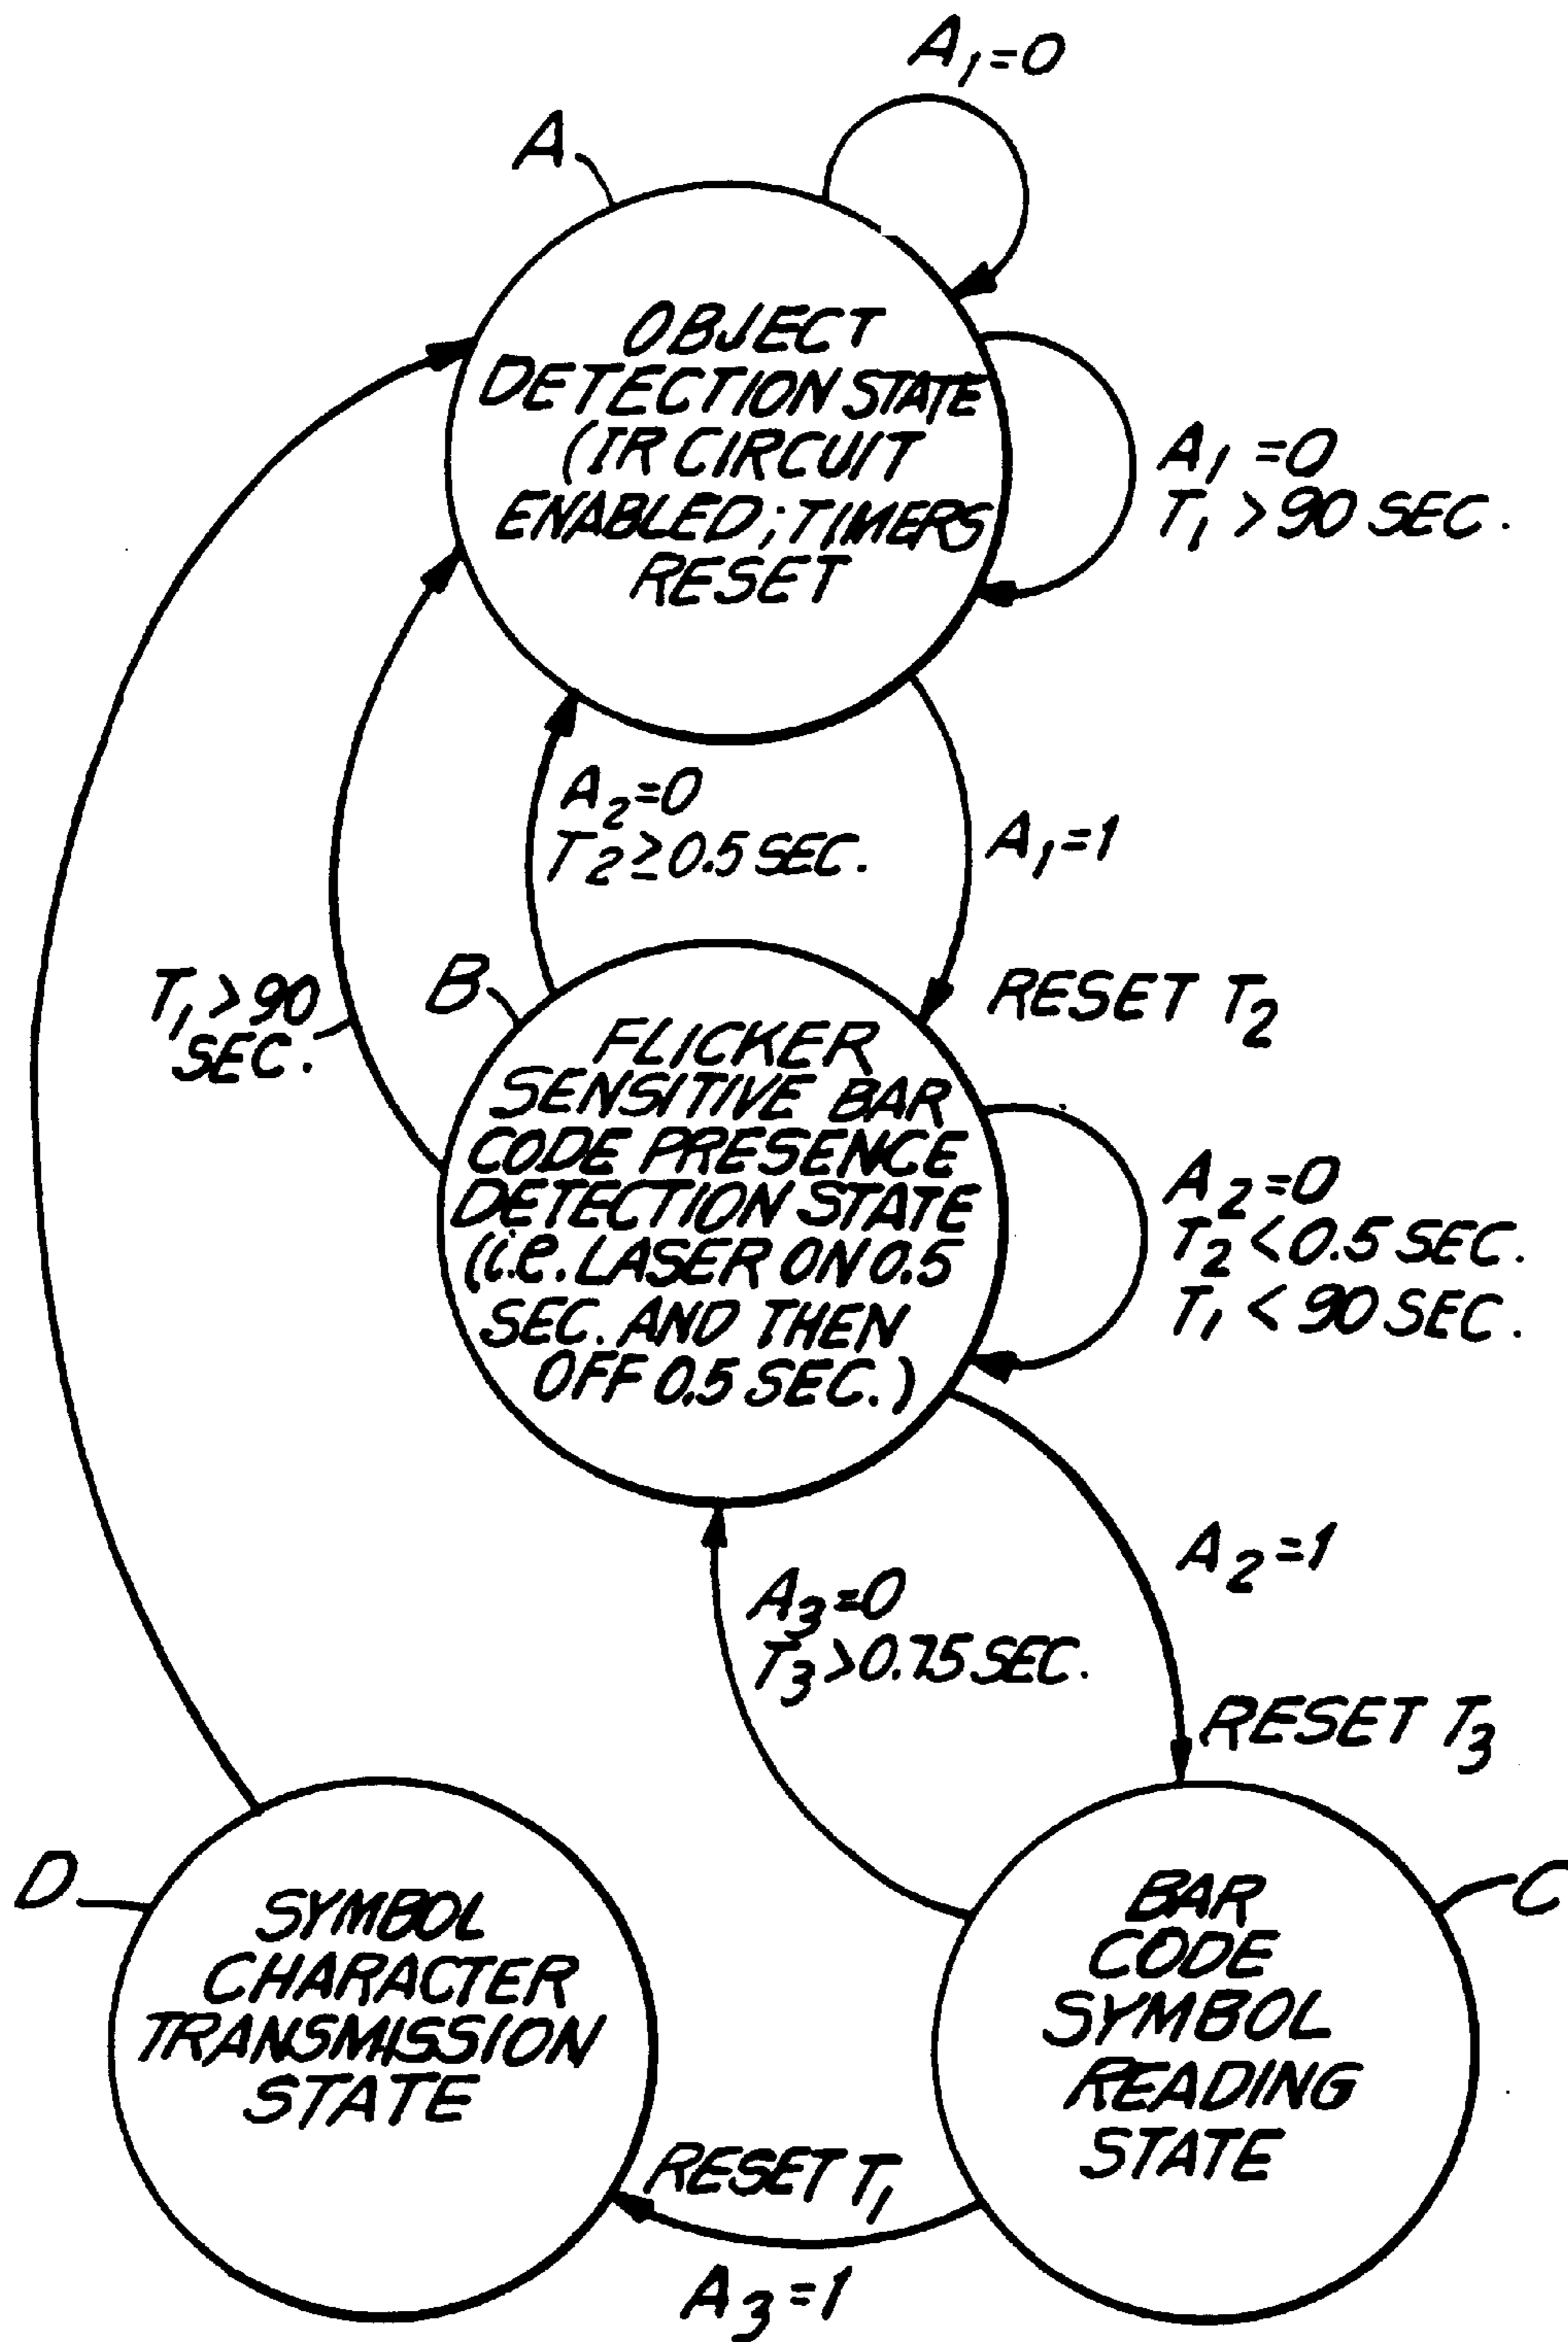 A₁=0
A
OBJECT
DETECTION STATE
(IR CIRCUIT
ENABLED; TIMERS
RESET
A₁=0
T₁>90 SEC.
A₂=0
T₂≥0.5 SEC.
A₁=1
RESET T₂
T₁>90
SEC.
B
FLICKER
SENSITIVE BAR
CODE PRESENCE
DETECTION STATE
(i.e. LASER ON 0.5
SEC. AND THEN
OFF 0.5 SEC.)
A₂=0
T₂<0.5 SEC.
T₁<90 SEC.
A₂=1
A₃=0
T₃>0.75 SEC.
RESET T₃
D
SYMBOL
CHARACTER
TRANSMISSION
STATE
C
BAR
CODE
SYMBOL
READING
STATE
RESET T₁
A₃=1